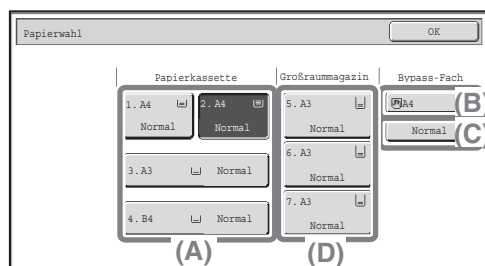 Papierwahl
OK
Papierkassette
Großraummagazin
Bypass-Fach
1. A4
Normal
2. A4
Normal
5. A3
Normal
A4
(B)
Normal
(C)
3. A3 Normal
6. A3
Normal
4. B4 Normal
7. A3
Normal
(A)
(D)